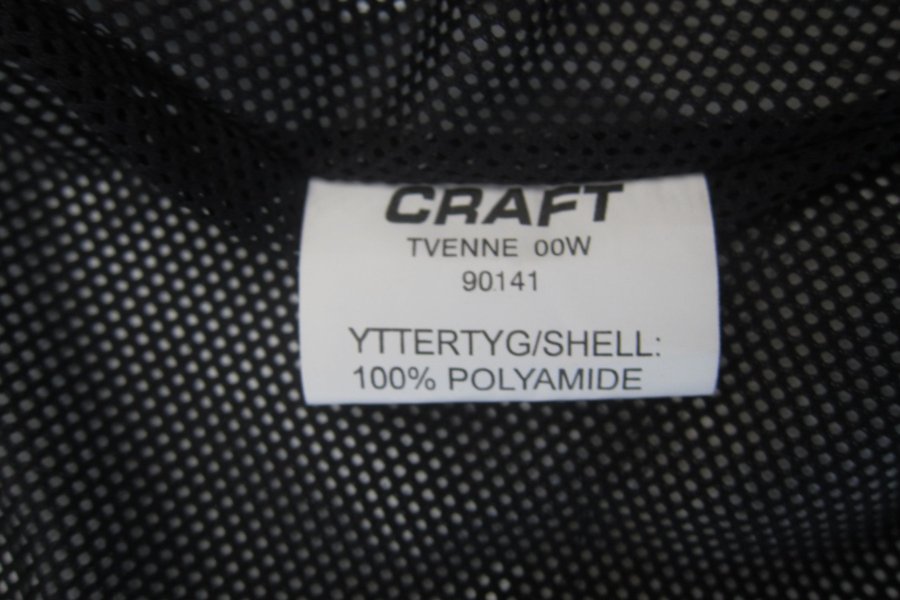 CRAFT
TVENNE 00W
90141
YTTERTYG/SHELL:
100% POLYAMIDE